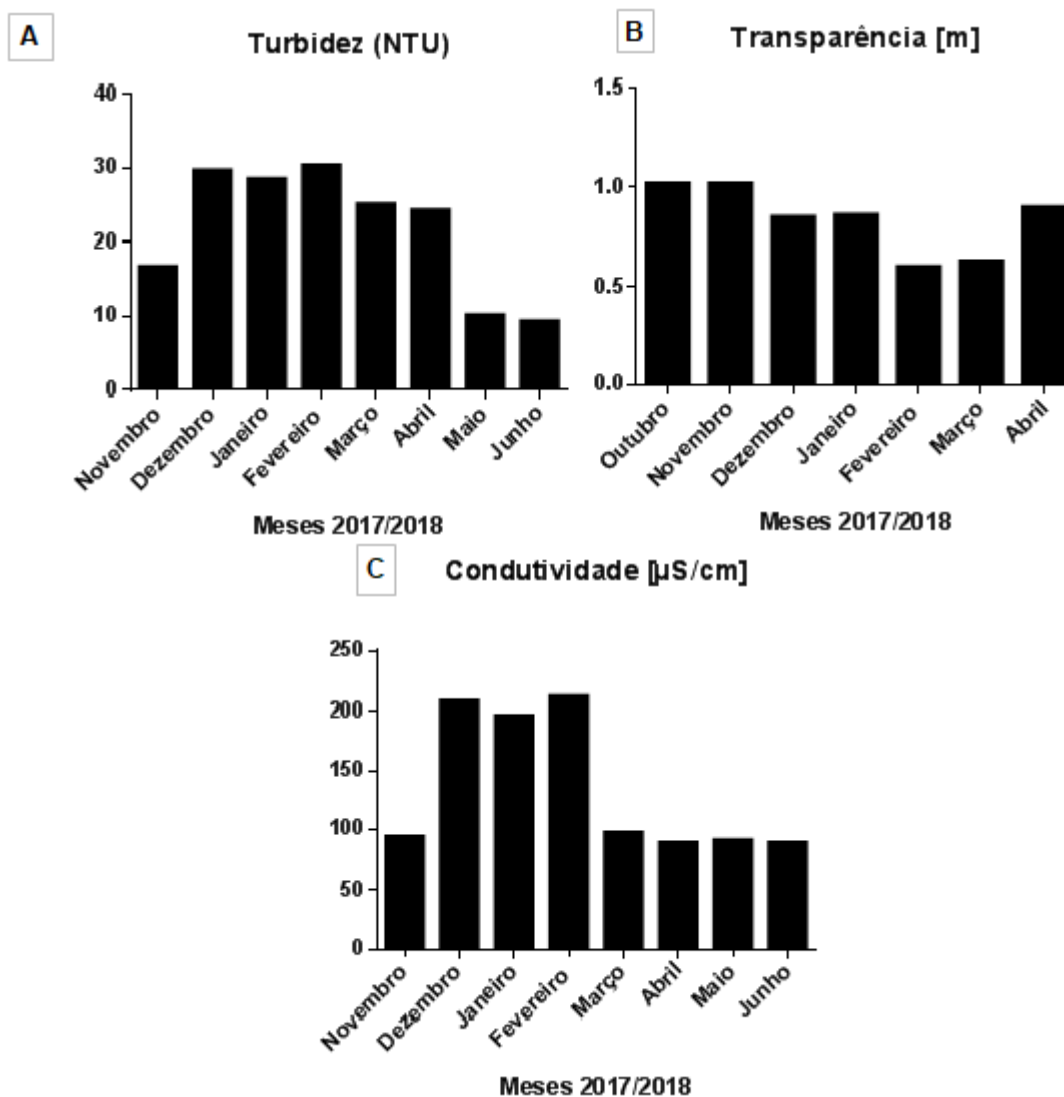 A
Turbidez (NTU)
40
30
20
10
0
Novembro
Dezembro
Janeiro
Fevereiro
Março
Abril
Maio
Junho
Meses 2017/2018
B
Transparência [m]
1.5
1.0
0.5
0.0
Outubro
Novembro
Dezembro
Janeiro
Fevereiro
Março
Abril
Meses 2017/2018
C
Condutividade [µS/cm]
250
200
150
100
50
0
Novembro
Dezembro
Janeiro
Fevereiro
Março
Abril
Maio
Junho
Meses 2017/2018